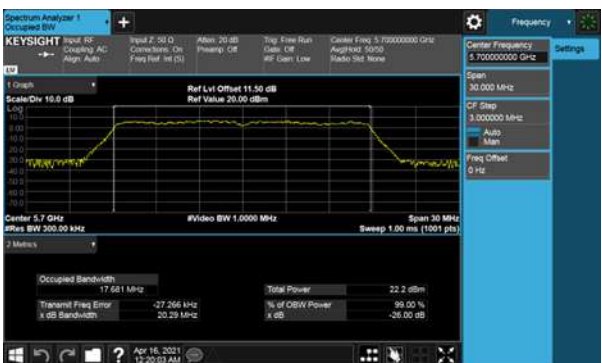 Spectrum Analyzer 1
Occupied BW
+
Frequency
KEYSIGHT
Input: RF
Coupling: AC
Align: Auto
Input Z: 50 Ω
Corrections: On
Freq Ref: Int (S)
Atten: 20 dB
Preamp: Off
Trig: Free Run
Gate: Off
#IF Gain: Low
Center Freq: 5.700000000 GHz
Avg|Hold: 50/50
Radio Std: None
Center Frequency
5.700000000 GHz
Settings
Span
30.000 MHz
CF Step
3.000000 MHz
Auto
Man
Freq Offset
0 Hz
1 Graph
Scale/Div 10.0 dB
Ref Lvl Offset 11.50 dB
Ref Value 20.00 dBm
Log
10.0
0.00
-10.0
-20.0
-30.0
-40.0
-50.0
-60.0
-70.0
Center 5.7 GHz
#Res BW 300.00 kHz
#Video BW 1.0000 MHz
Span 30 MHz
Sweep 1.00 ms (1001 pts)
2 Metrics
Occupied Bandwidth
17.681 MHz
Total Power 22.2 dBm
Transmit Freq Error -27.266 kHz
% of OBW Power 99.00 %
x dB Bandwidth 20.29 MHz
x dB -26.00 dB
?
Apr 16, 2021
12:20:03 AM